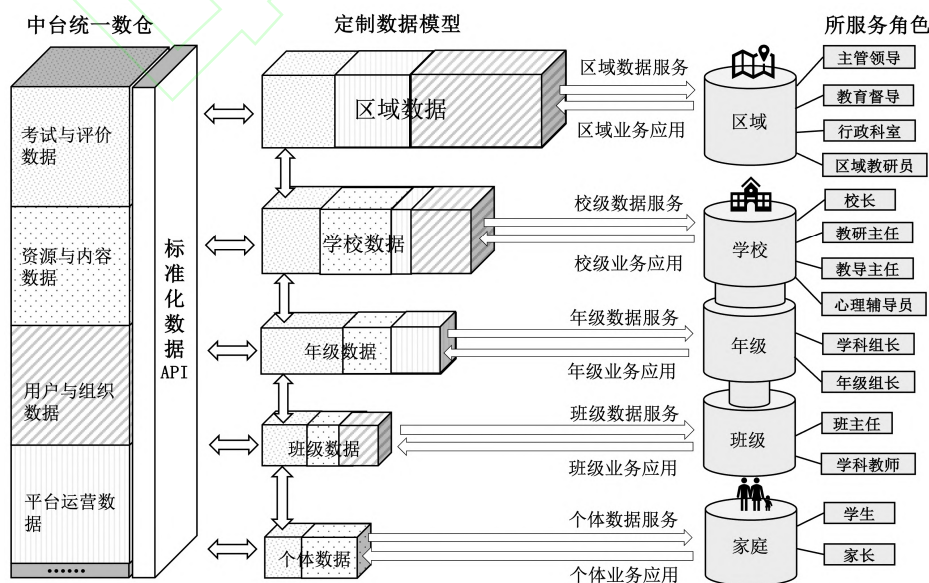 中台统一数仓
定制数据模型
所服务角色
考试与评价
数据
资源与内容
数据
用户与组织
数据
平台运营数
据
······
标
准
化
数
据
API
区域数据
学校数据
年级数据
班级数据
个体数据
区域数据服务
区域业务应用
校级数据服务
校级业务应用
年级数据服务
年级业务应用
班级数据服务
班级业务应用
个体数据服务
个体业务应用
区域
学校
年级
班级
家庭
主管领导
教育督导
行政科室
区域教研员
校长
教研主任
教导主任
心理辅导员
学科组长
年级组长
班主任
学科教师
学生
家长